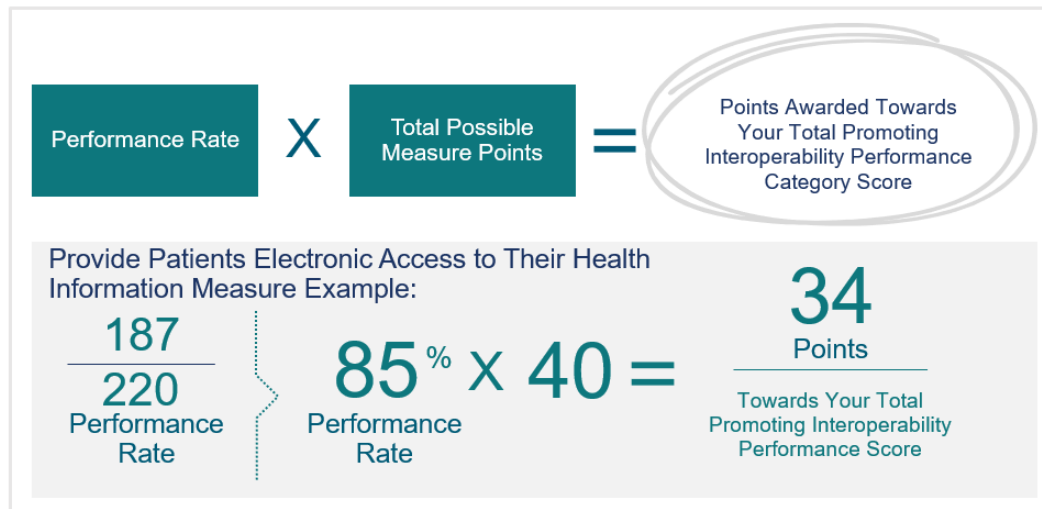 Performance Rate
X
Total Possible
Measure Points
=
Points Awarded Towards
Your Total Promoting
Interoperability Performance
Category Score
Provide Patients Electronic Access to Their Health
Information Measure Example:
187
220
Performance
Rate
85% X 40 =
Performance
Rate
34
Points
Towards Your Total
Promoting Interoperability
Performance Score